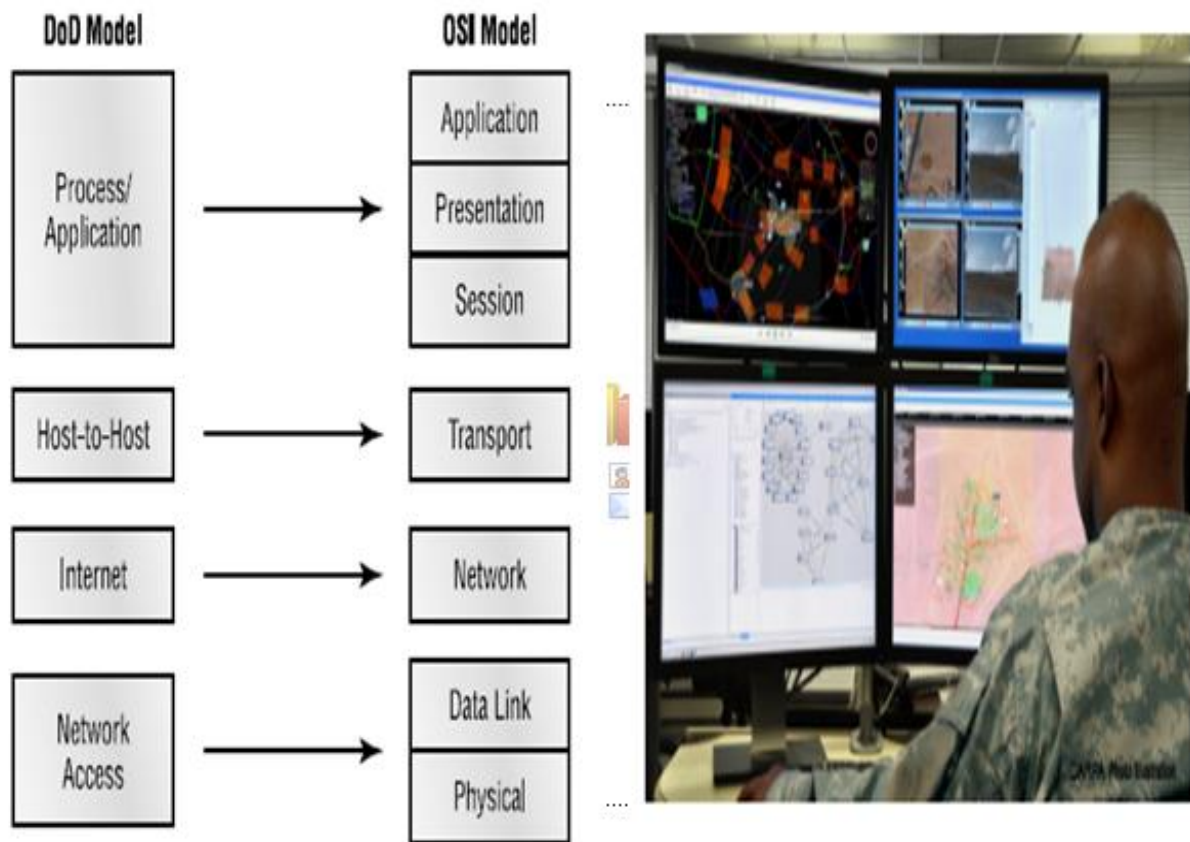 DoD Model
OSI Model
Process/
Application
Application
Presentation
Session
Host-to-Host
Transport
Internet
Network
Network
Access
Data Link
Physical
DARPA Photo Illustration